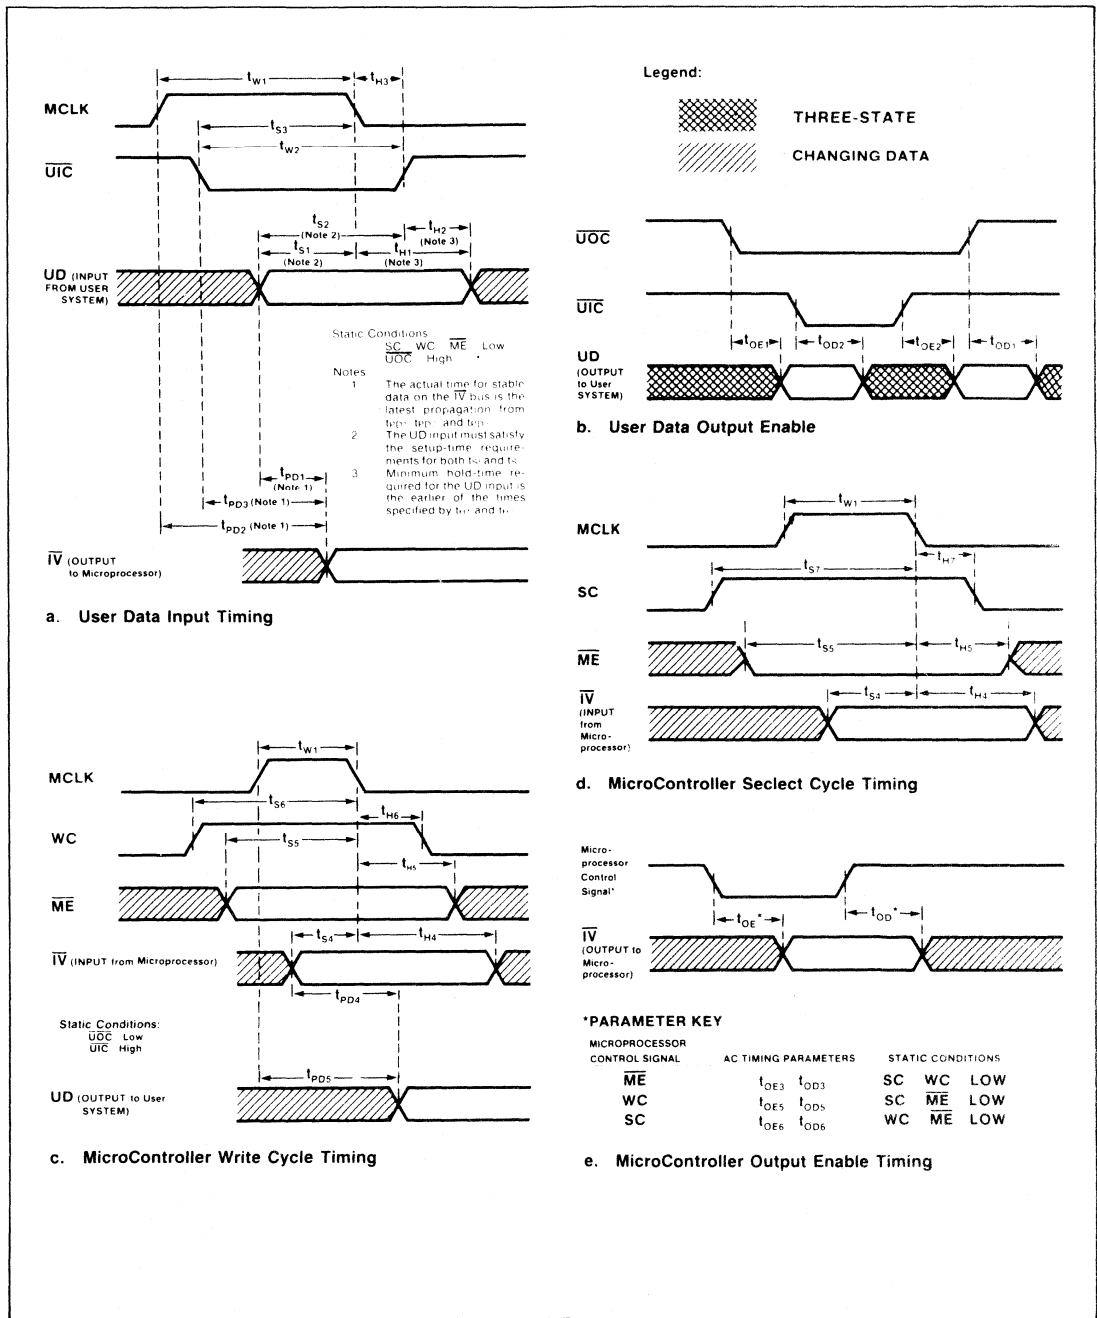 tW1
tH3
MCLK
tS3
tW2
UIC
tS2
(Note 2)
tH2
(Note 3)
tS1
(Note 2)
tH1
(Note 3)
UD (INPUT
FROM USER
SYSTEM)
Static Conditions
SC WC ME Low
UOC High
Notes
1 The actual time for stable
data on the IV bus is the
latest propagation from
and
2 The UD input must satisfy
the setup-time require-
ments for both and
3 Minimum hold-time re-
quired for the UD input is
the earlier of the times
specified by and
tPD1
(Note 1)
tPD3 (Note 1)
tPD2 (Note 1)
IV (OUTPUT
to Microprocessor)
a. User Data Input Timing
Legend:
THREE-STATE
CHANGING DATA
UOC
UIC
tOE1
tOD2
tOE2
tOD1
UD
(OUTPUT
to User
SYSTEM)
b. User Data Output Enable
tW1
MCLK
tH7
tS7
SC
tS5
tH5
ME
tS4
tH4
IV
(INPUT
from
Micro-
processor)
d. MicroController Seclect Cycle Timing
tW1
MCLK
tS6
tH6
WC
tS5
tH5
ME
tS4
tH4
IV (INPUT from Microprocessor)
tPD4
Static Conditions:
UOC Low
UIC High
tPD5
UD (OUTPUT to User
SYSTEM)
c. MicroController Write Cycle Timing
Micro-
processor
Control
Signal*
tOE*
tOD*
IV
(OUTPUT to
Micro-
processor)
*PARAMETER KEY
MICROPROCESSOR
CONTROL SIGNAL AC TIMING PARAMETERS STATIC CONDITIONS
ME tOE3 tOD3 SC WC LOW
WC tOE5 tOD5 SC ME LOW
SC tOE6 tOD6 WC ME LOW
e. MicroController Output Enable Timing